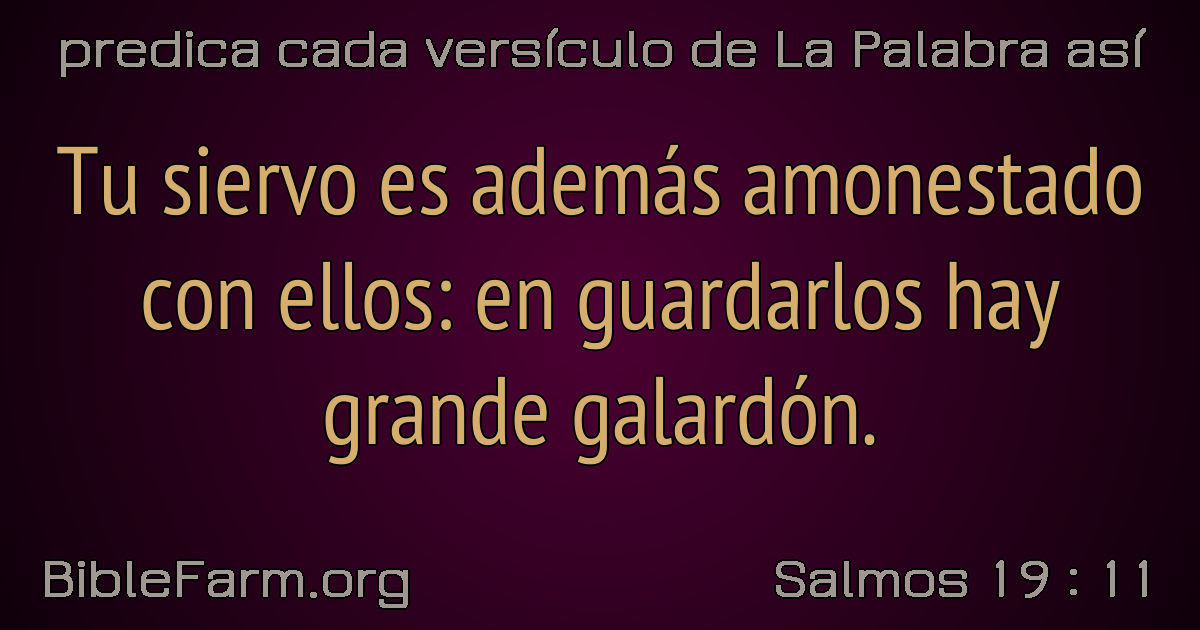 predica cada versículo de La Palabra así
Tu siervo es además amonestado
con ellos: en guardarlos hay
grande galardón.
BibleFarm.org
Salmos 19 : 11